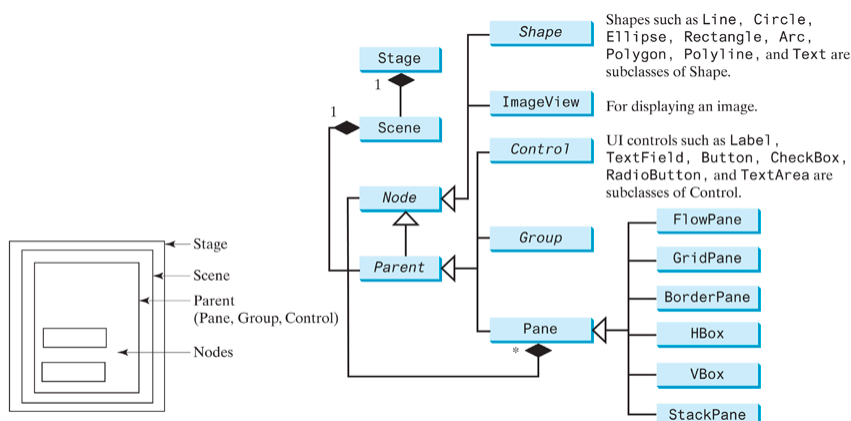 Stage
Scene
Parent
(Pane, Group, Control)
Nodes
Stage
1
1
Scene
Node
Parent
Shape
Shapes such as Line, Circle,
Ellipse, Rectangle, Arc,
Polygon, Polyline, and Text are
subclasses of Shape.
ImageView
For displaying an image.
Control
UI controls such as Label,
TextField, Button, CheckBox,
RadioButton, and TextArea are
subclasses of Control.
Group
Pane
*
FlowPane
GridPane
BorderPane
HBox
VBox
StackPane